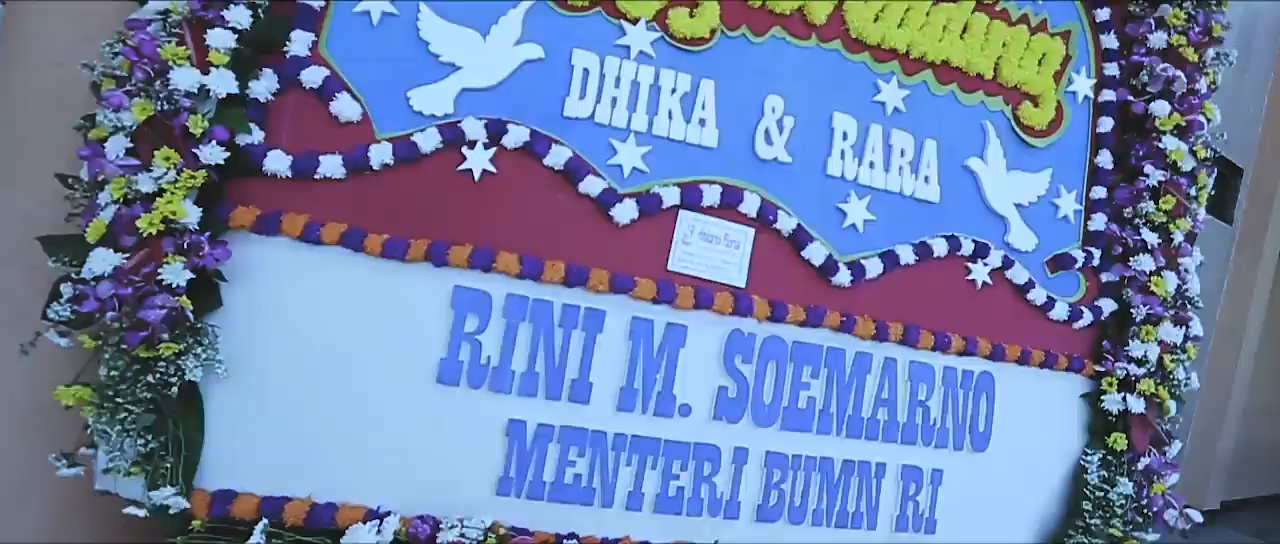 DHIKA & RARA
RINI M. SOEMARNO
MENTERI BUMN RI